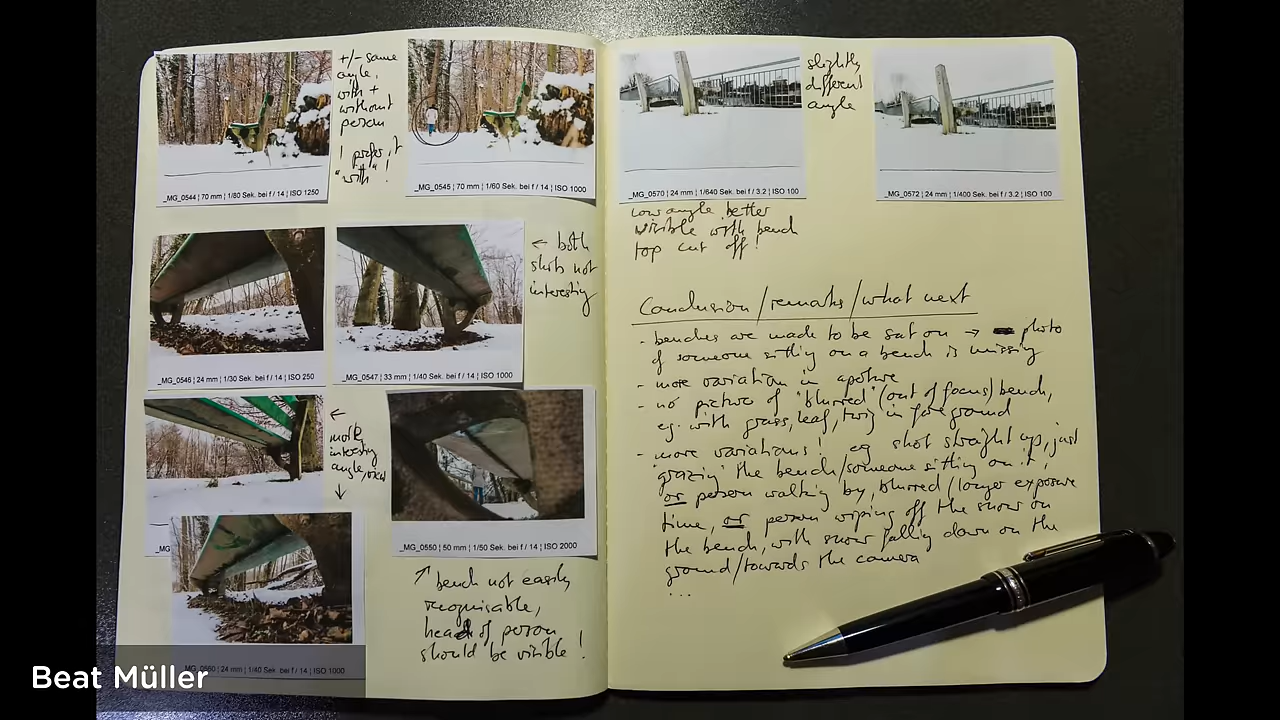 +/- same
angle,
with +
without
person
I prefer it
"with"!
_MG_0544 ¦ 70 mm ¦ 1/80 Sek. bei f / 14 ¦ ISO 1250
_MG_0545 ¦ 70 mm ¦ 1/60 Sek. bei f / 14 ¦ ISO 1000
← both
shots not
interesting
_MG_0546 ¦ 24 mm ¦ 1/30 Sek. bei f / 14 ¦ ISO 250
_MG_0547 ¦ 33 mm ¦ 1/40 Sek. bei f / 14 ¦ ISO 1000
←
more
interesting
angle/view
↓
_MG
_MG_0550 ¦ 50 mm ¦ 1/50 Sek. bei f / 14 ¦ ISO 2000
↑ bench not easily
recognisable,
head of person
should be visible!
_MG_0560 ¦ 24 mm ¦ 1/40 Sek. bei f / 14 ¦ ISO 1000
Beat Müller
slightly
different
angle
_MG_0570 ¦ 24 mm ¦ 1/640 Sek. bei f / 3.2 ¦ ISO 100
_MG_0572 ¦ 24 mm ¦ 1/400 Sek. bei f / 3.2 ¦ ISO 100
low angle better
visible with bench
top cut off!
Conclusion/remarks/what next
- benches are made to be sat on → photo
of someone sitting on a bench is missing
- more variation in aperture
- no picture of "blurred" (out of focus) bench,
eg. with grass, leaf, twig in foreground
- more variations! eg shot straight up, just
'grazing' the bench/someone sitting on it,
or person walking by, blurred/longer exposure
time, or person wiping off the snow on
the bench, with snow falling down on the
ground/towards the camera
...